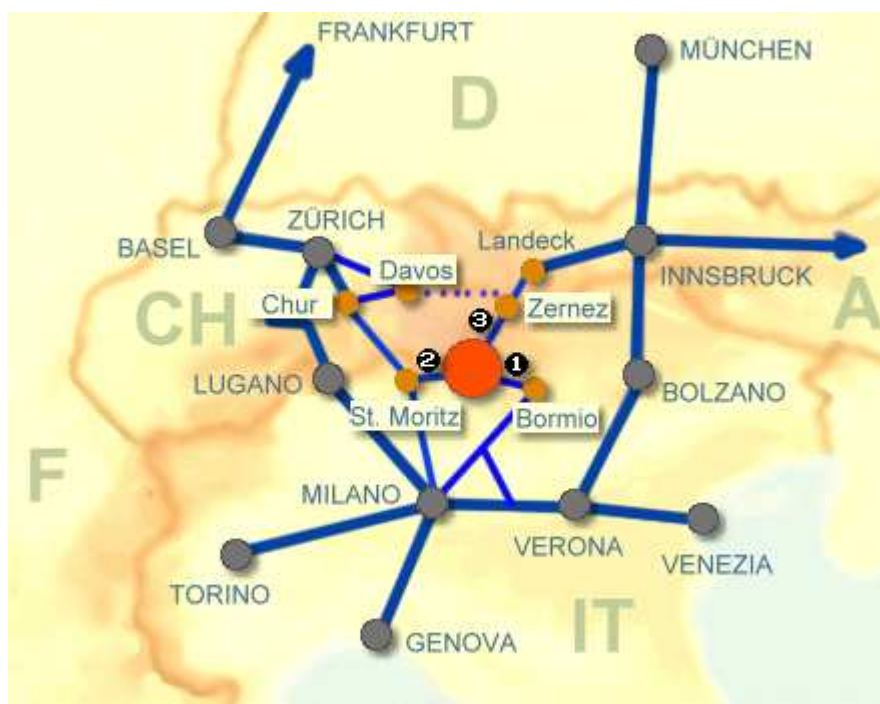 FRANKFURT
MÜNCHEN
D
ZÜRICH
BASEL
Landeck
Davos
INNSBRUCK
CH
Chur
Zernez
A
3
2
1
LUGANO
BOLZANO
St. Moritz
Bormio
F
MILANO
VERONA
VENEZIA
TORINO
IT
GENOVA